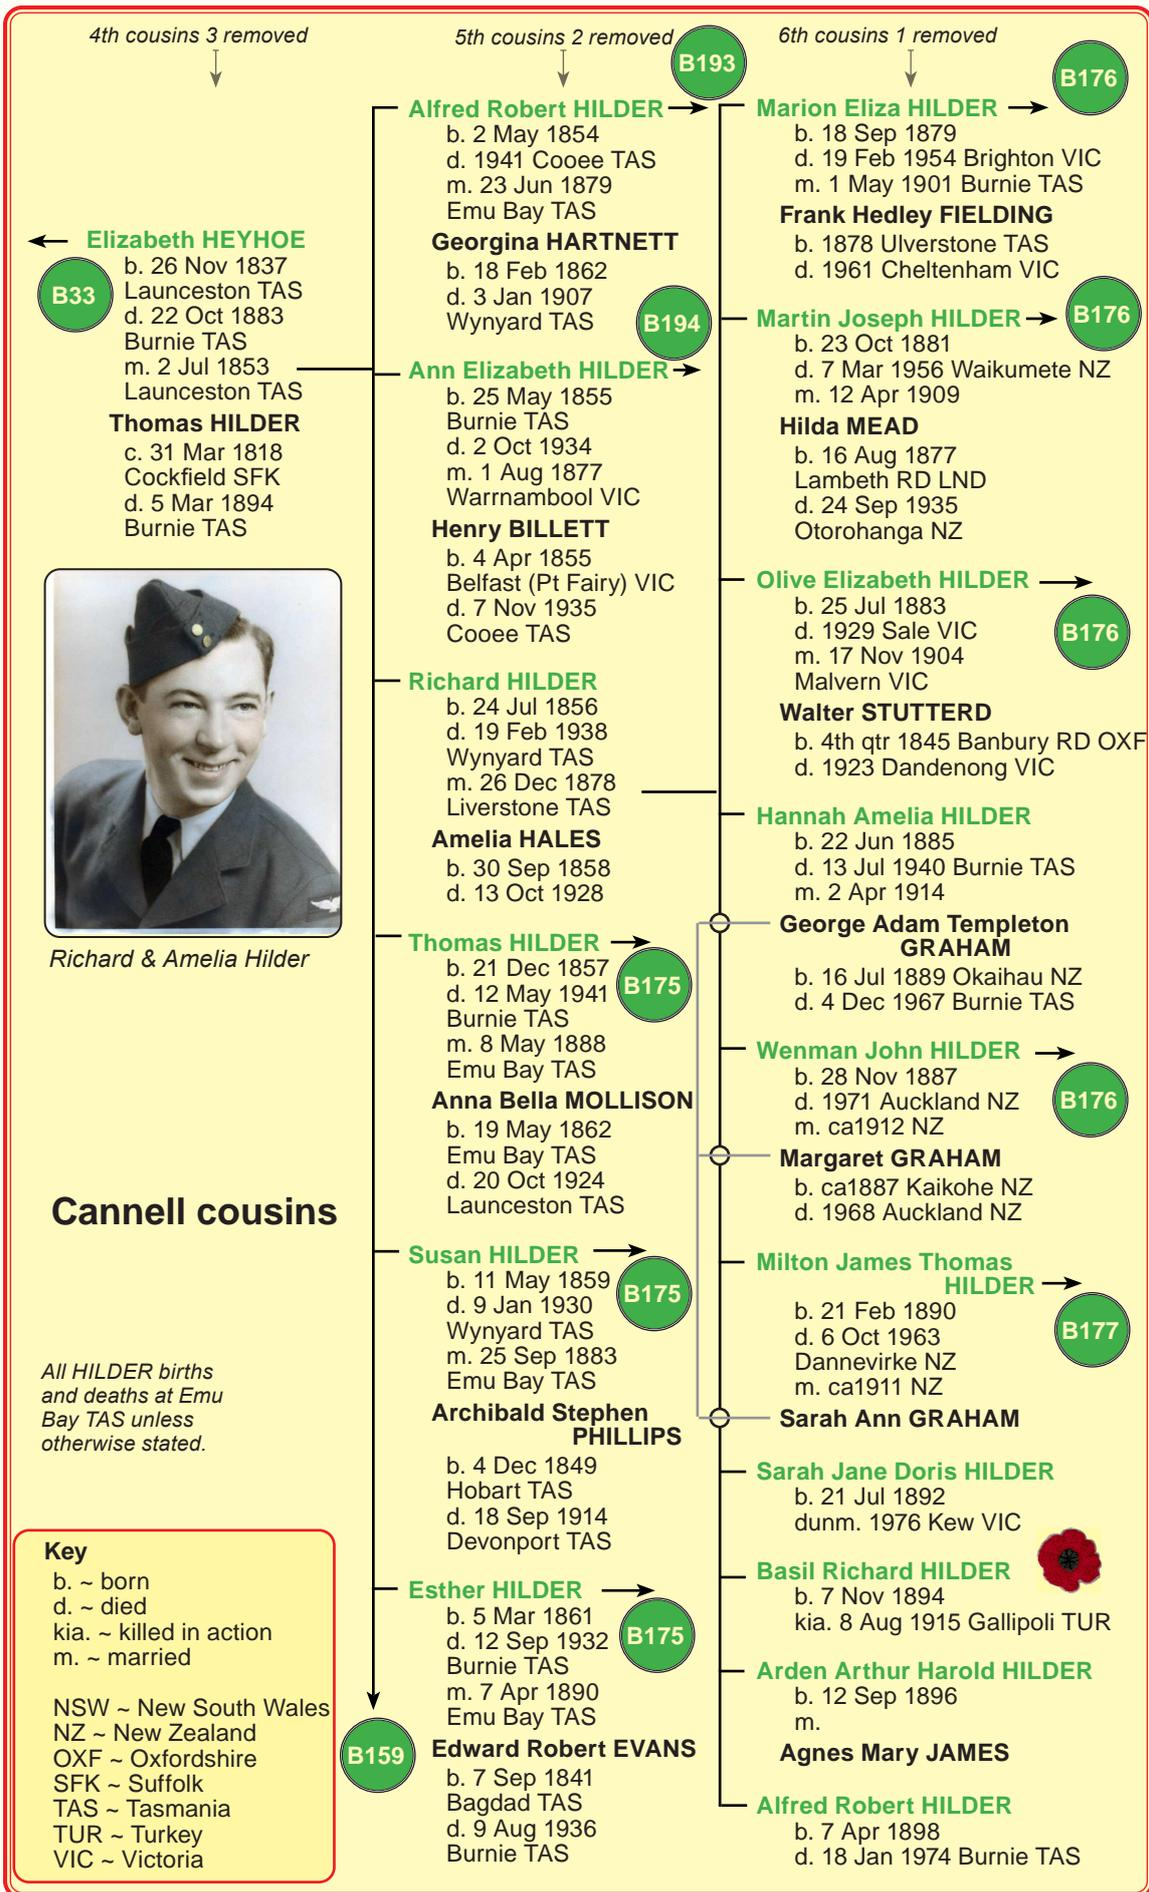 4th cousins 3 removed
Elizabeth HEYHOE
B33
b. 26 Nov 1837
Launceston TAS
d. 22 Oct 1883
Burnie TAS
m. 2 Jul 1853
Launceston TAS
Thomas HILDER
c. 31 Mar 1818
Cockfield SFK
d. 5 Mar 1894
Burnie TAS
Richard & Amelia Hilder
Cannell cousins
All HILDER births
and deaths at Emu
Bay TAS unless
otherwise stated.
Key
b. ~ born
d. ~ died
kia. ~ killed in action
m. ~ married
NSW ~ New South Wales
NZ ~ New Zealand
OXF ~ Oxfordshire
SFK ~ Suffolk
TAS ~ Tasmania
TUR ~ Turkey
VIC ~ Victoria
B159
5th cousins 2 removed
B193
Alfred Robert HILDER
b. 2 May 1854
d. 1941 Cooee TAS
m. 23 Jun 1879
Emu Bay TAS
Georgina HARTNETT
b. 18 Feb 1862
d. 3 Jan 1907
Wynyard TAS
B194
Ann Elizabeth HILDER
b. 25 May 1855
Burnie TAS
d. 2 Oct 1934
m. 1 Aug 1877
Warrnambool VIC
Henry BILLETT
b. 4 Apr 1855
Belfast (Pt Fairy) VIC
d. 7 Nov 1935
Cooee TAS
Richard HILDER
b. 24 Jul 1856
d. 19 Feb 1938
Wynyard TAS
m. 26 Dec 1878
Liverstone TAS
Amelia HALES
b. 30 Sep 1858
d. 13 Oct 1928
Thomas HILDER
B175
b. 21 Dec 1857
d. 12 May 1941
Burnie TAS
m. 8 May 1888
Emu Bay TAS
Anna Bella MOLLISON
b. 19 May 1862
Emu Bay TAS
d. 20 Oct 1924
Launceston TAS
Susan HILDER
B175
b. 11 May 1859
d. 9 Jan 1930
Wynyard TAS
m. 25 Sep 1883
Emu Bay TAS
Archibald Stephen
PHILLIPS
b. 4 Dec 1849
Hobart TAS
d. 18 Sep 1914
Devonport TAS
Esther HILDER
B175
b. 5 Mar 1861
d. 12 Sep 1932
Burnie TAS
m. 7 Apr 1890
Emu Bay TAS
Edward Robert EVANS
b. 7 Sep 1841
Bagdad TAS
d. 9 Aug 1936
Burnie TAS
6th cousins 1 removed
B176
Marion Eliza HILDER
b. 18 Sep 1879
d. 19 Feb 1954 Brighton VIC
m. 1 May 1901 Burnie TAS
Frank Hedley FIELDING
b. 1878 Ulverstone TAS
d. 1961 Cheltenham VIC
B176
Martin Joseph HILDER
b. 23 Oct 1881
d. 7 Mar 1956 Waikumete NZ
m. 12 Apr 1909
Hilda MEAD
b. 16 Aug 1877
Lambeth RD LND
d. 24 Sep 1935
Otorohanga NZ
Olive Elizabeth HILDER
B176
b. 25 Jul 1883
d. 1929 Sale VIC
m. 17 Nov 1904
Malvern VIC
Walter STUTTERD
b. 4th qtr 1845 Banbury RD OXF
d. 1923 Dandenong VIC
Hannah Amelia HILDER
b. 22 Jun 1885
d. 13 Jul 1940 Burnie TAS
m. 2 Apr 1914
George Adam Templeton
GRAHAM
b. 16 Jul 1889 Okaihau NZ
d. 4 Dec 1967 Burnie TAS
Wenman John HILDER
B176
b. 28 Nov 1887
d. 1971 Auckland NZ
m. ca1912 NZ
Margaret GRAHAM
b. ca1887 Kaikohe NZ
d. 1968 Auckland NZ
Milton James Thomas
HILDER
B177
b. 21 Feb 1890
d. 6 Oct 1963
Dannevirke NZ
m. ca1911 NZ
Sarah Ann GRAHAM
Sarah Jane Doris HILDER
b. 21 Jul 1892
dunm. 1976 Kew VIC
Basil Richard HILDER
b. 7 Nov 1894
kia. 8 Aug 1915 Gallipoli TUR
Arden Arthur Harold HILDER
b. 12 Sep 1896
m.
Agnes Mary JAMES
Alfred Robert HILDER
b. 7 Apr 1898
d. 18 Jan 1974 Burnie TAS